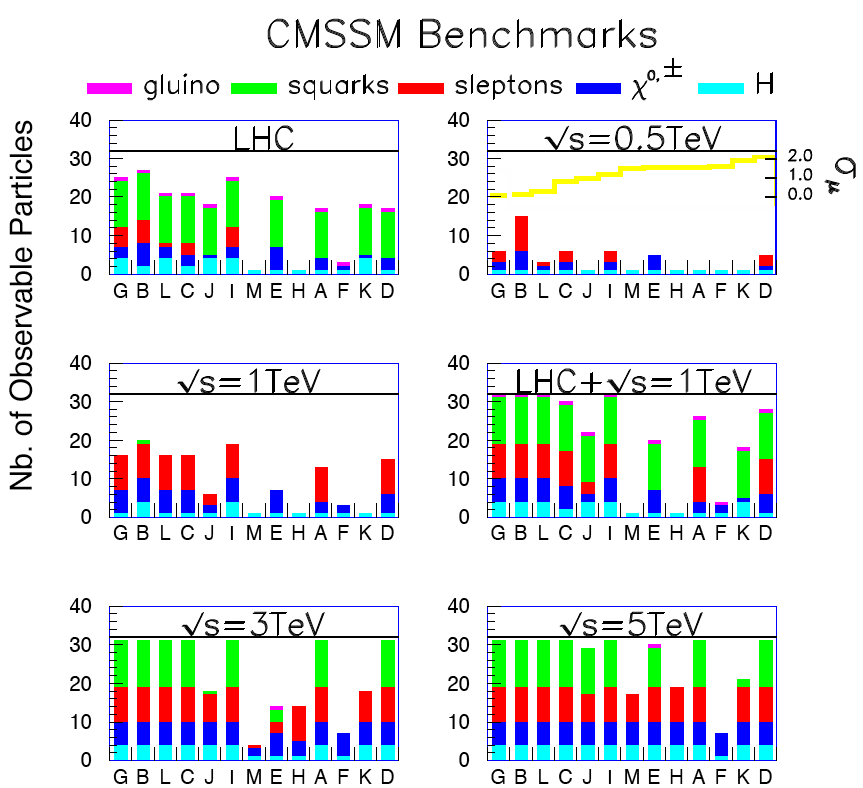 CMSSM Benchmarks
gluino squarks sleptons χ⁰,± H
Nb. of Observable Particles
LHC
40
30
20
10
0
G B L C J I M E H A F K D
√s=0.5TeV
40
30
20
10
0
2.0
1.0
0.0
G B L C J I M E H A F K D
√s=1TeV
40
30
20
10
0
G B L C J I M E H A F K D
LHC+√s=1TeV
40
30
20
10
0
G B L C J I M E H A F K D
√s=3TeV
40
30
20
10
0
G B L C J I M E H A F K D
√s=5TeV
40
30
20
10
0
G B L C J I M E H A F K D